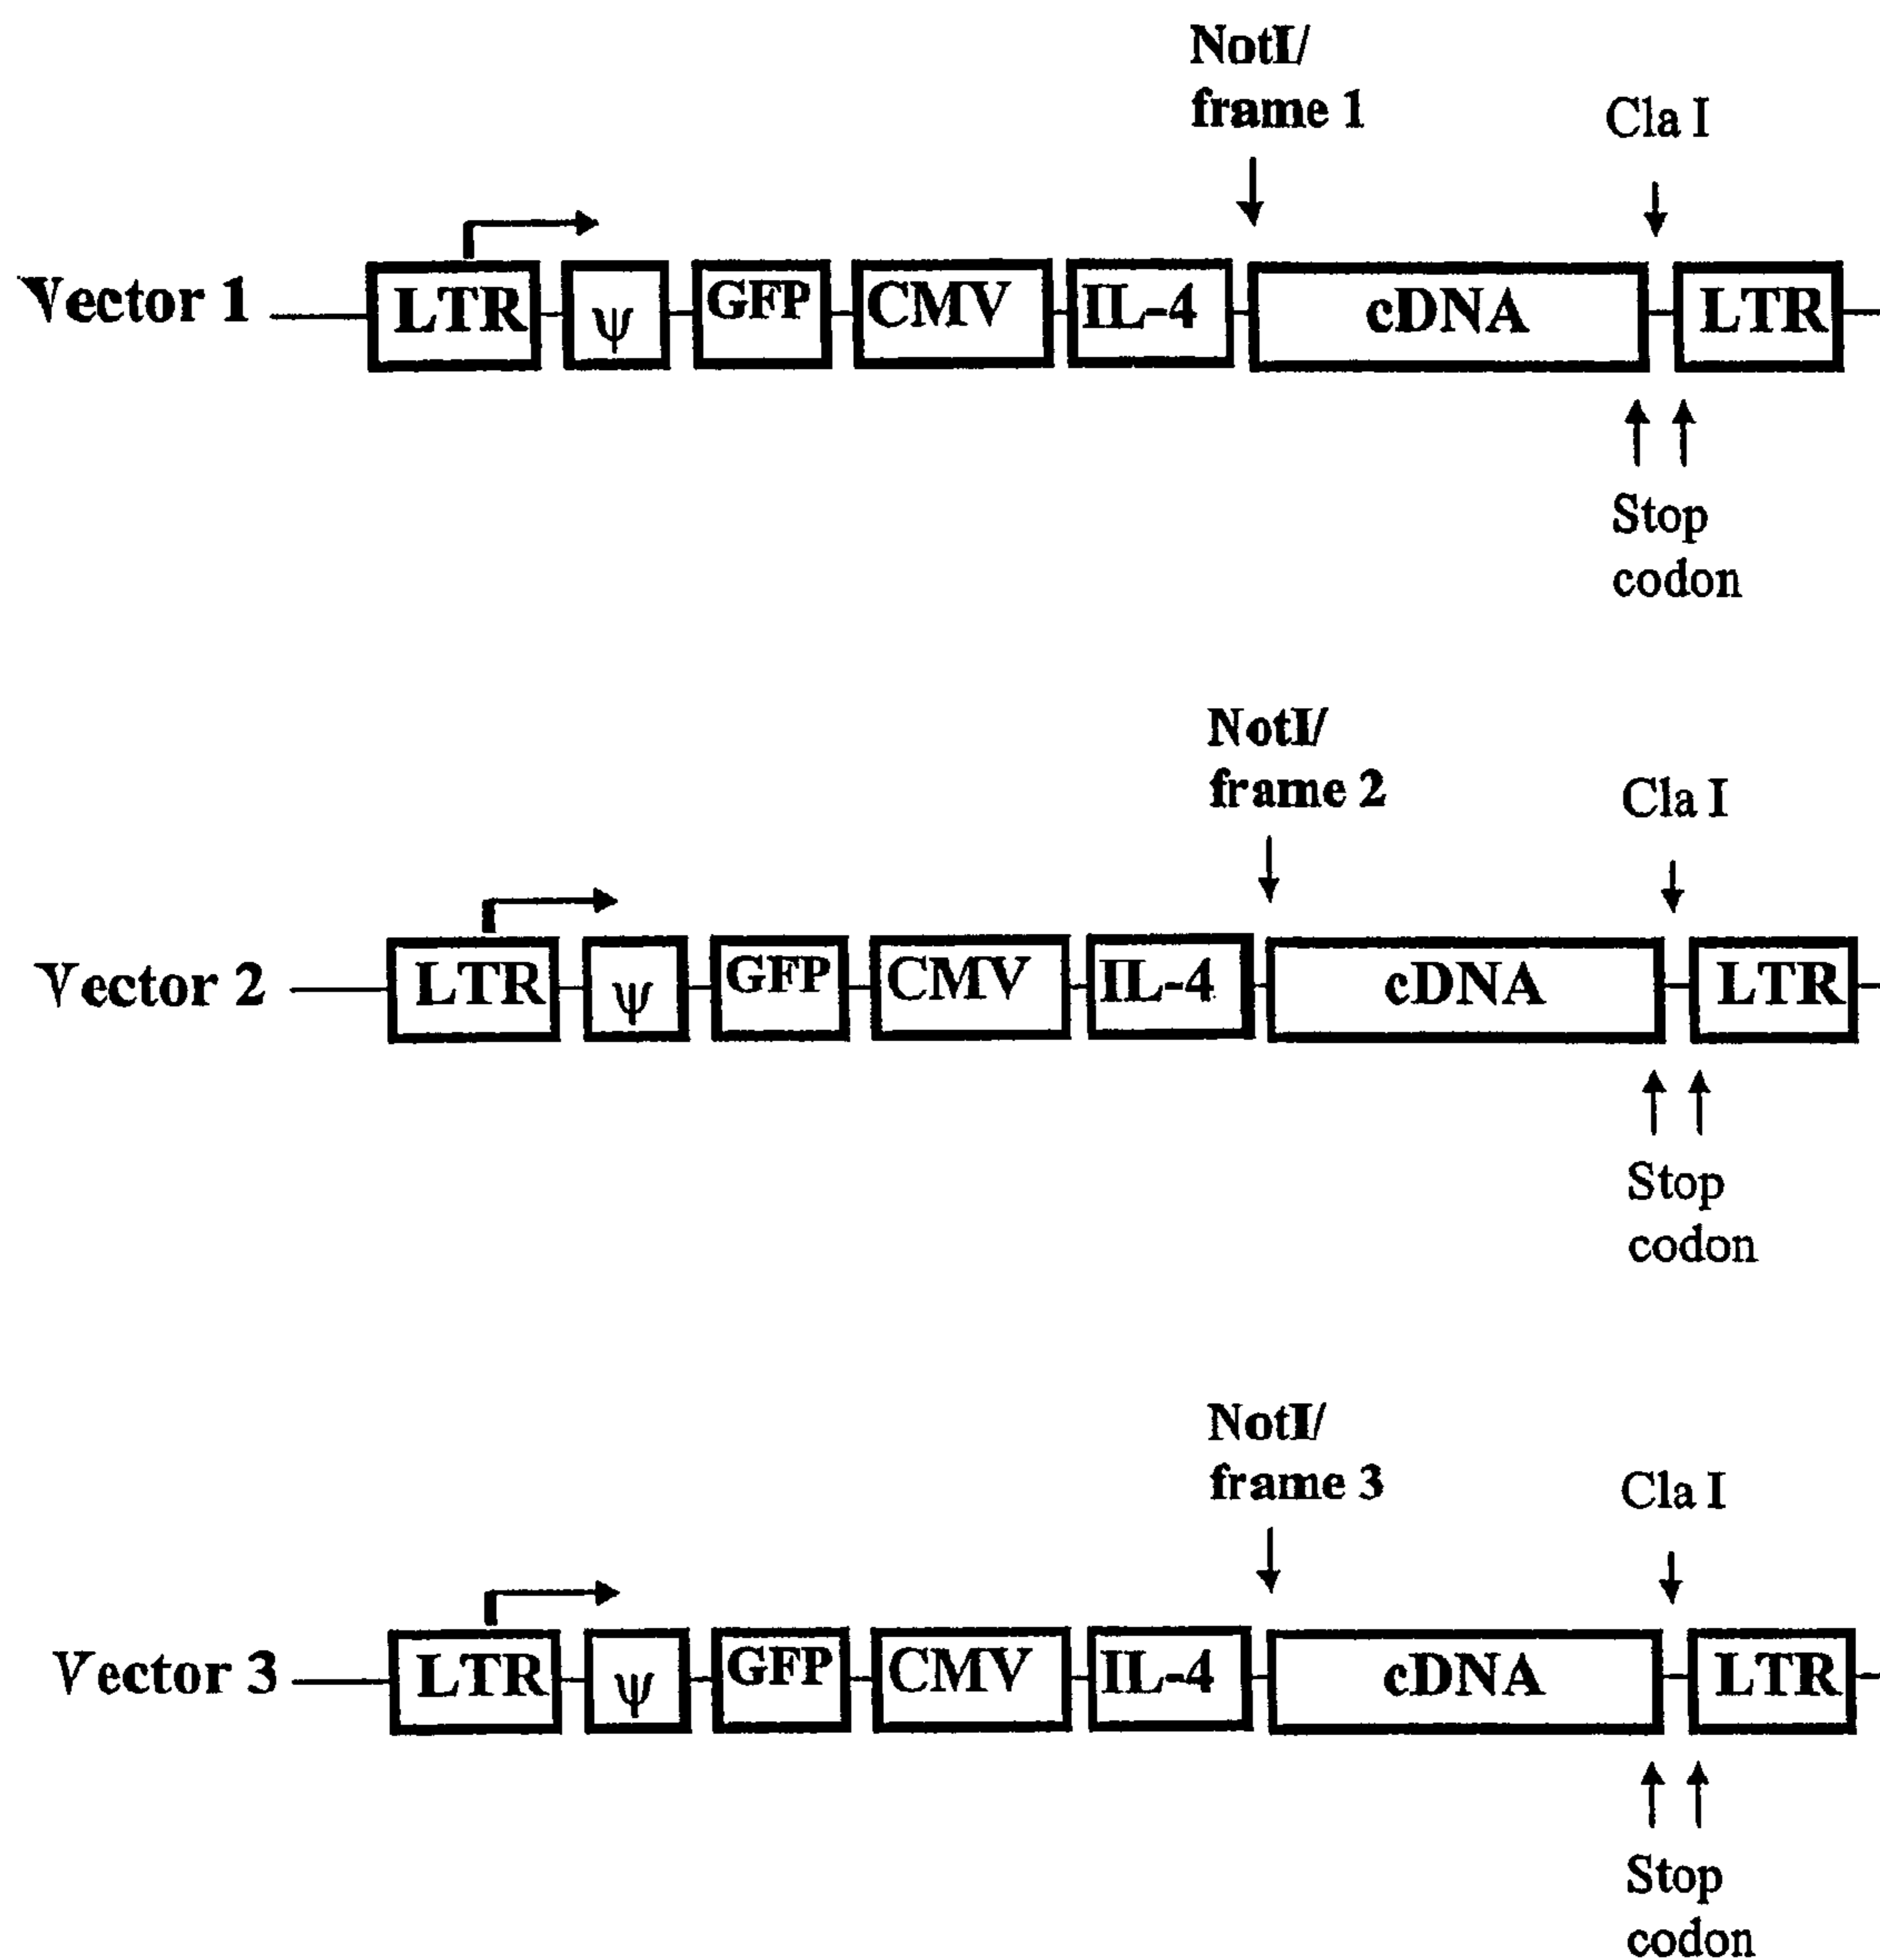 NotI/
frame 1
Cla I
Vector 1
LTR
ψ
GFP
CMV
IL-4
cDNA
LTR
Stop
codon
NotI/
frame 2
Cla I
Vector 2
LTR
ψ
GFP
CMV
IL-4
cDNA
LTR
Stop
codon
NotI/
frame 3
Cla I
Vector 3
LTR
ψ
GFP
CMV
IL-4
cDNA
LTR
Stop
codon